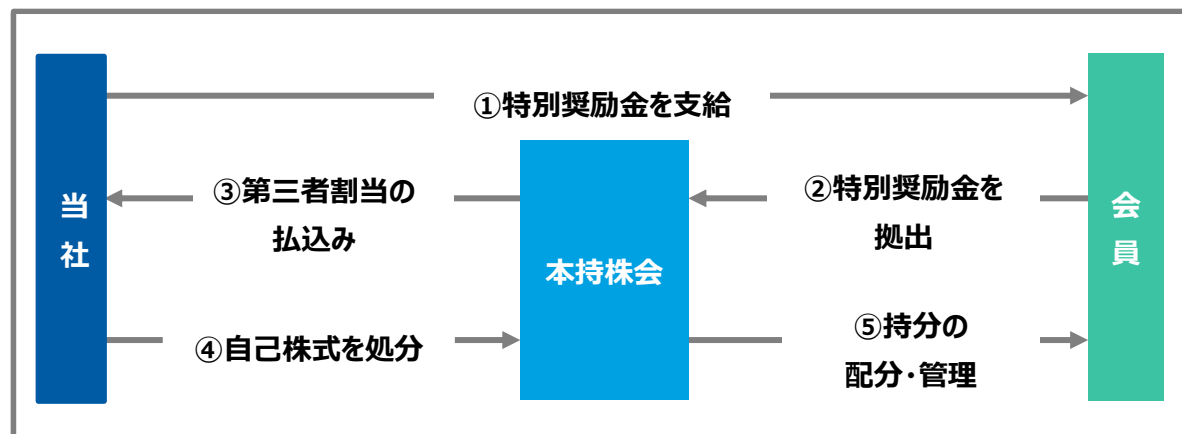 ①特別奨励金を支給
当社
③第三者割当の
払込み
②特別奨励金を
拠出
会員
本持株会
④自己株式を処分
⑤持分の
配分・管理